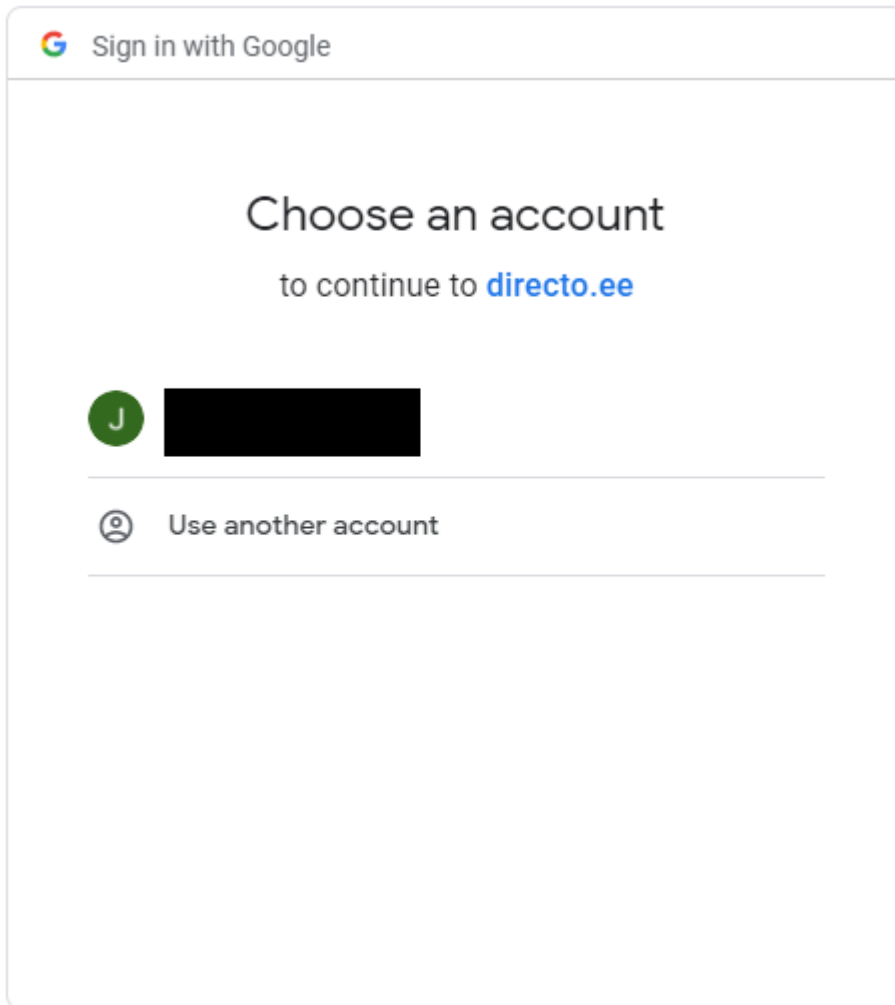 Sign in with Google
Choose an account
to continue to directo.ee
J
Use another account